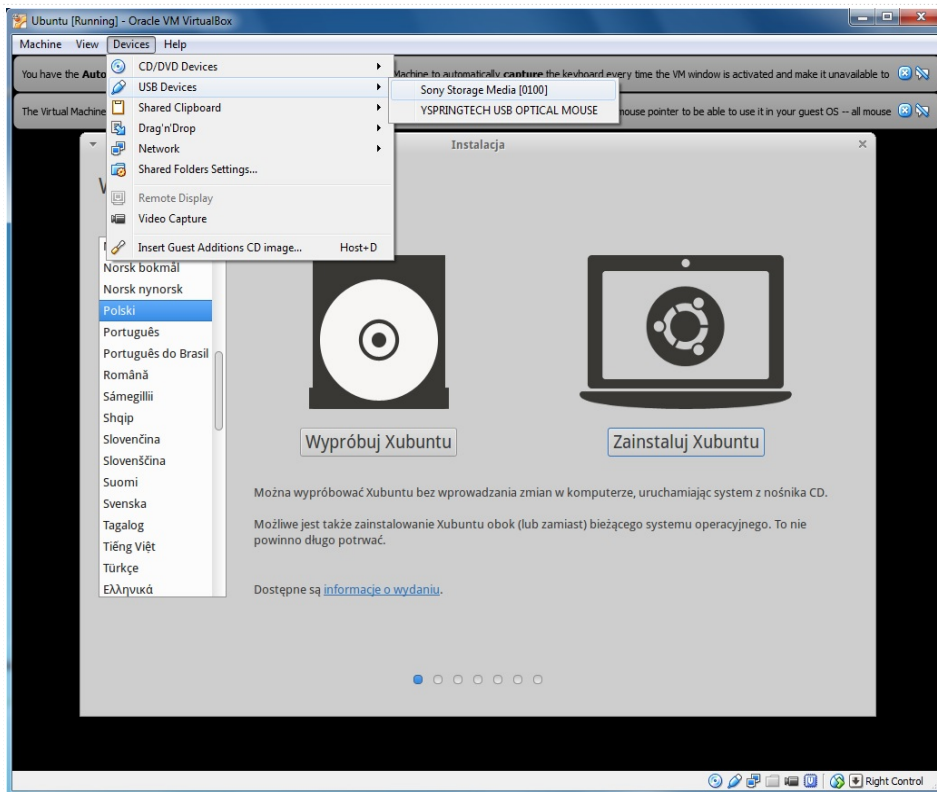 Ubuntu [Running] - Oracle VM VirtualBox
Machine View Devices Help
You have the Auto
Machine to automatically capture the keyboard every time the VM window is activated and make it unavailable to
The Virtual Machine
mouse pointer to be able to use it in your guest OS -- all mouse
CD/DVD Devices
USB Devices
Shared Clipboard
Drag'n'Drop
Network
Shared Folders Settings...
Remote Display
Video Capture
Insert Guest Additions CD image... Host+D
Sony Storage Media [0100]
YSPRINGTECH USB OPTICAL MOUSE
Instalacja
Norsk bokmål
Norsk nynorsk
Polski
Português
Português do Brasil
Română
Sámegillii
Shqip
Slovenčina
Slovenščina
Suomi
Svenska
Tagalog
Tiếng Việt
Türkçe
Ελληνικά
Wypróbuj Xubuntu
Zainstaluj Xubuntu
Można wypróbować Xubuntu bez wprowadzania zmian w komputerze, uruchamiając system z nośnika CD.
Możliwe jest także zainstalowanie Xubuntu obok (lub zamiast) bieżącego systemu operacyjnego. To nie
powinno długo potrwać.
Dostępne są informacje o wydaniu.
Right Control